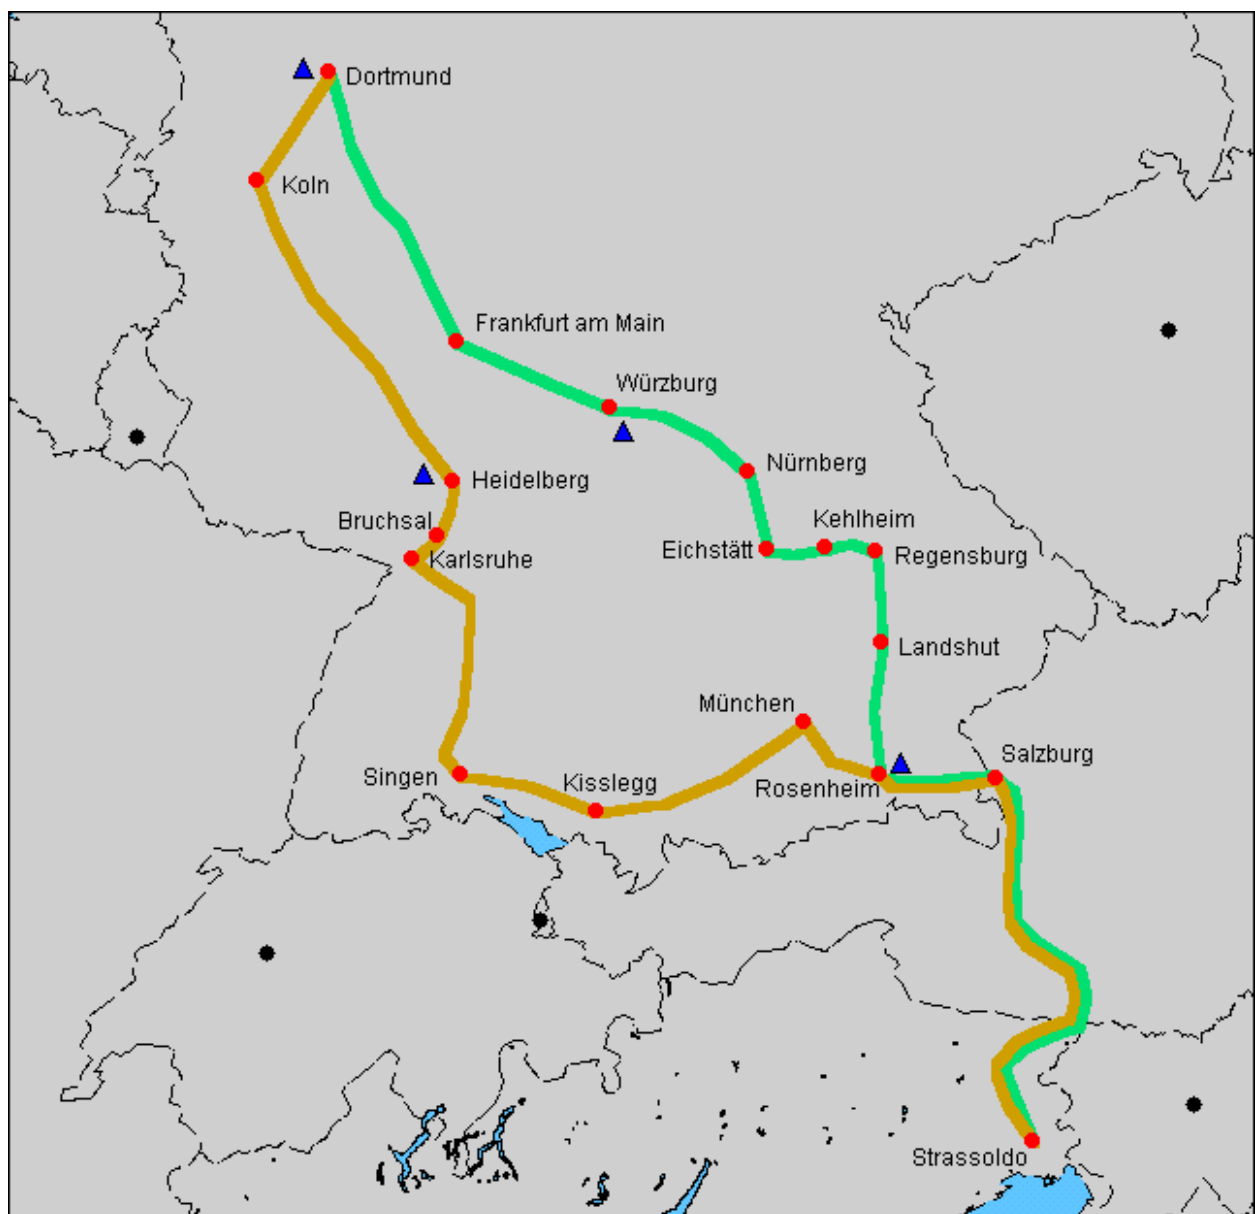 Dortmund
Koln
Frankfurt am Main
Würzburg
Nürnberg
Heidelberg
Bruchsal
Kehlheim
Eichstätt
Regensburg
Karlsruhe
Landshut
München
Salzburg
Singen
Kisslegg
Rosenheim
Strassoldo